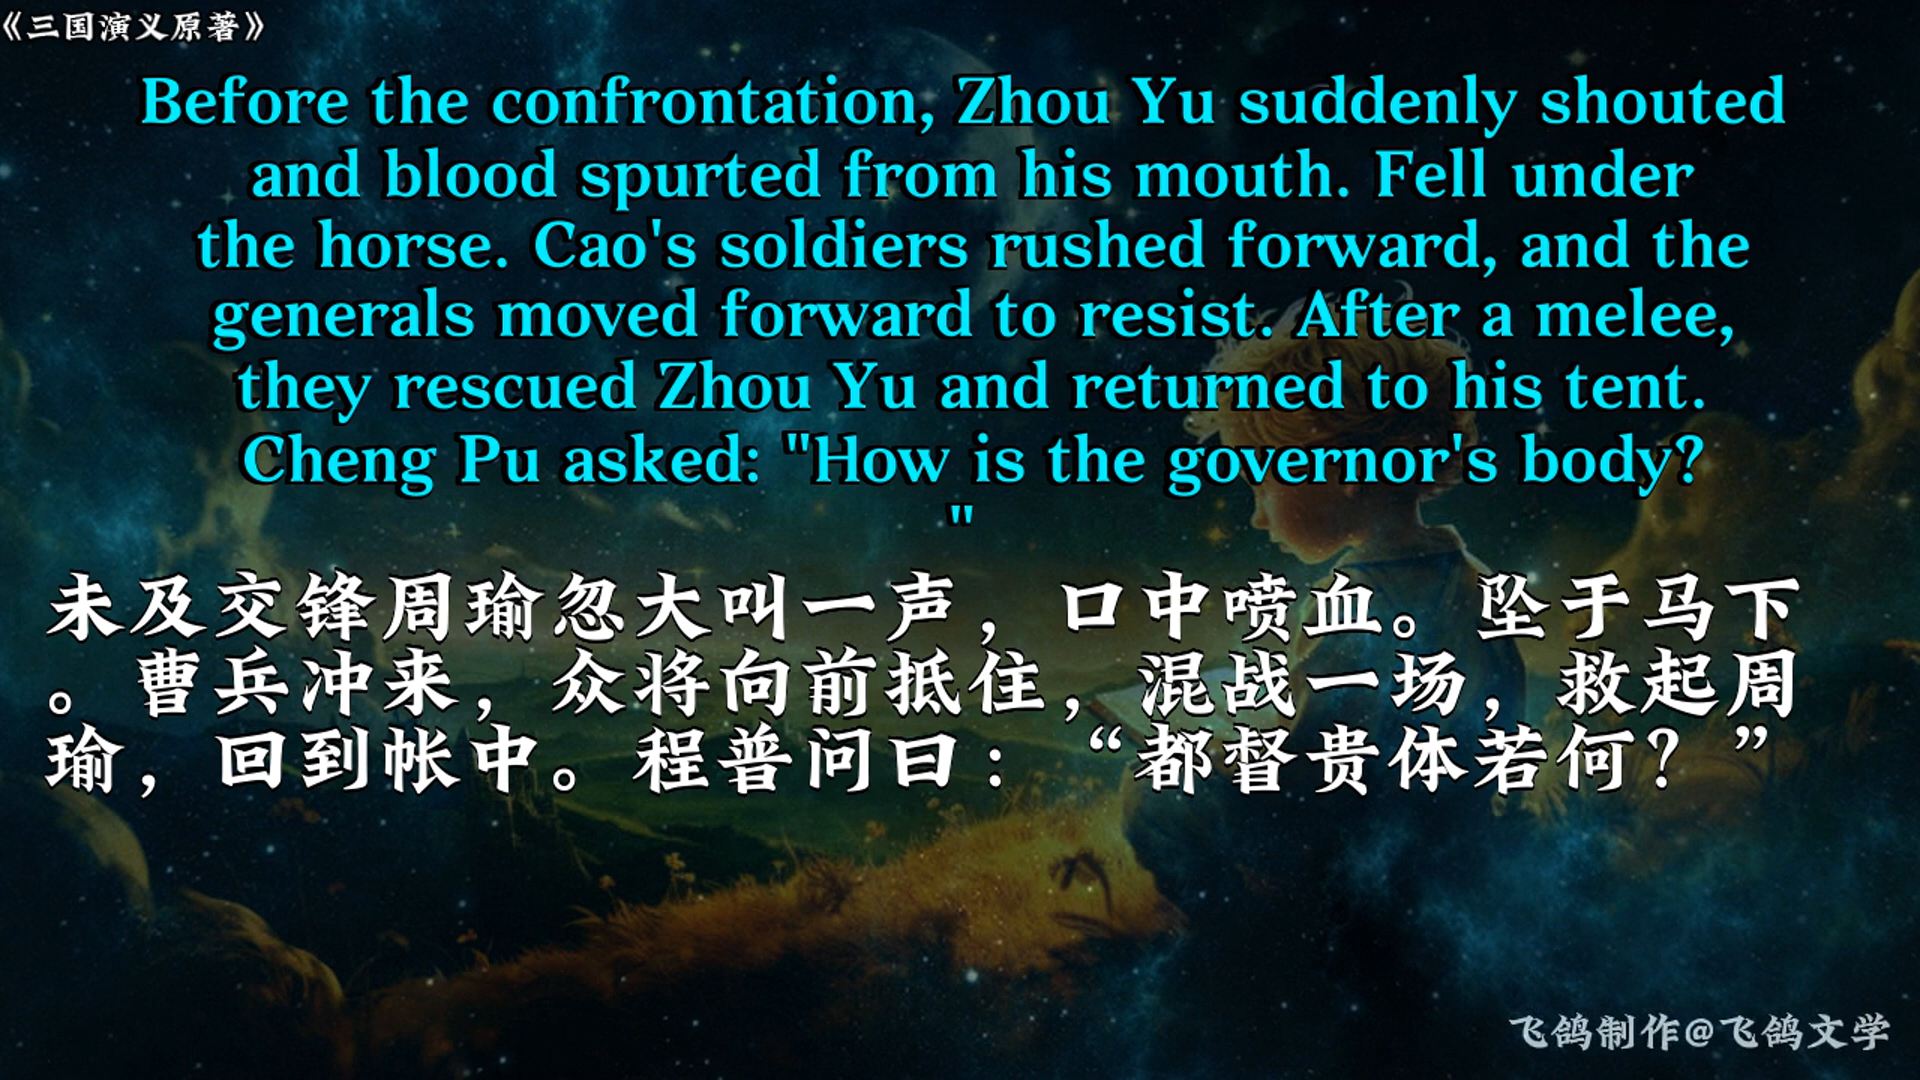 《三国演义原著》
Before the confrontation, Zhou Yu suddenly shouted
and blood spurted from his mouth. Fell under
the horse. Cao's soldiers rushed forward, and the
generals moved forward to resist. After a melee,
they rescued Zhou Yu and returned to his tent.
Cheng Pu asked: "How is the governor's body?
"
未及交锋周瑜忽大叫一声，口中喷血。坠于马下
。曹兵冲来，众将向前抵住，混战一场，救起周
瑜，回到帐中。程普问曰：“都督贵体若何？”
飞鸽制作@飞鸽文学